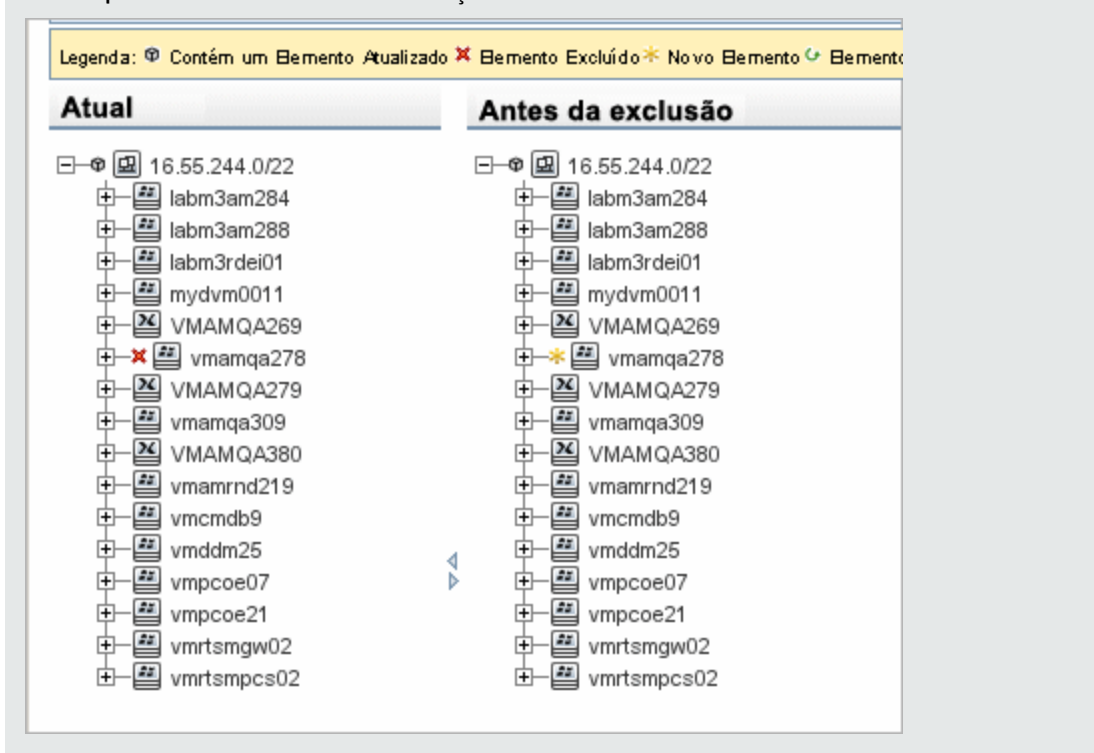 Legenda: Contém um Elemento Atualizado Elemento Excluído Novo Elemento Elemento
Atual
Antes da exclusão
16.55.244.0/22
labm3am284
labm3am288
labm3rdei01
mydvm0011
VMAMQA269
vmamqa278
VMAMQA279
vmamqa309
VMAMQA380
vmamrnd219
vmcmdb9
vmddm25
vmpcoe07
vmpcoe21
vmrtsmgw02
vmrtsmpcs02
16.55.244.0/22
labm3am284
labm3am288
labm3rdei01
mydvm0011
VMAMQA269
vmamqa278
VMAMQA279
vmamqa309
VMAMQA380
vmamrnd219
vmcmdb9
vmddm25
vmpcoe07
vmpcoe21
vmrtsmgw02
vmrtsmpcs02